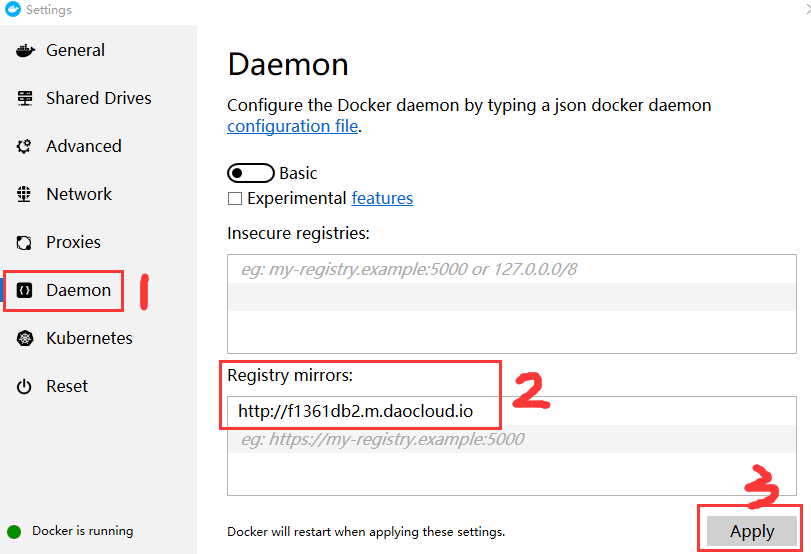 Settings
General
Shared Drives
Advanced
Network
Proxies
Daemon
Kubernetes
Reset
Docker is running
Daemon
Configure the Docker daemon by typing a json docker daemon
configuration file.
Basic
Experimental features
Insecure registries:
eg: my-registry.example:5000 or 127.0.0.0/8
Registry mirrors:
http://f1361db2.m.daocloud.io
eg: https://my-registry.example:5000
Docker will restart when applying these settings.
Apply
1
2
3